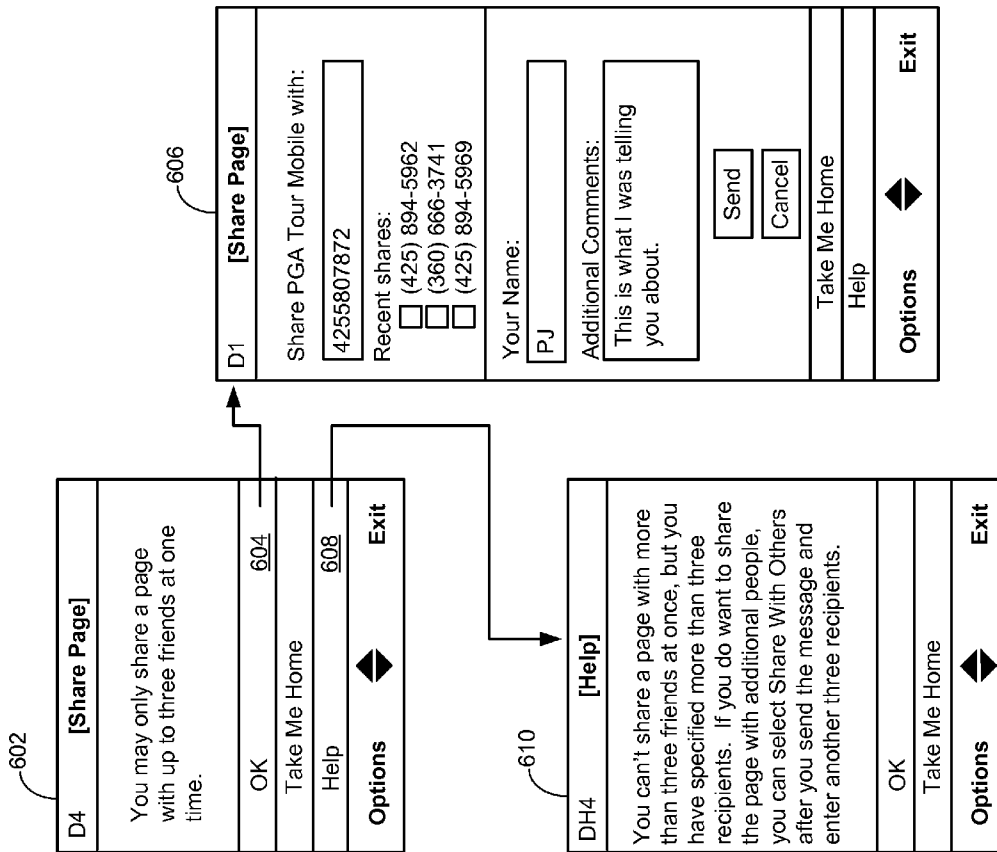 602
D4 [Share Page]
You may only share a page
with up to three friends at one
time.
OK 604
Take Me Home
Help 608
Options Exit
606
D1 [Share Page]
Share PGA Tour Mobile with:
4255807872
Recent shares:
(425) 894-5962
(360) 666-3741
(425) 894-5969
Your Name:
PJ
Additional Comments:
This is what I was telling
you about.
Send
Cancel
Take Me Home
Help
Options Exit
610
DH4 [Help]
You can't share a page with more
than three friends at once, but you
have specified more than three
recipients. If you do want to share
the page with additional people,
you can select Share With Others
after you send the message and
enter another three recipients.
OK
Take Me Home
Options Exit